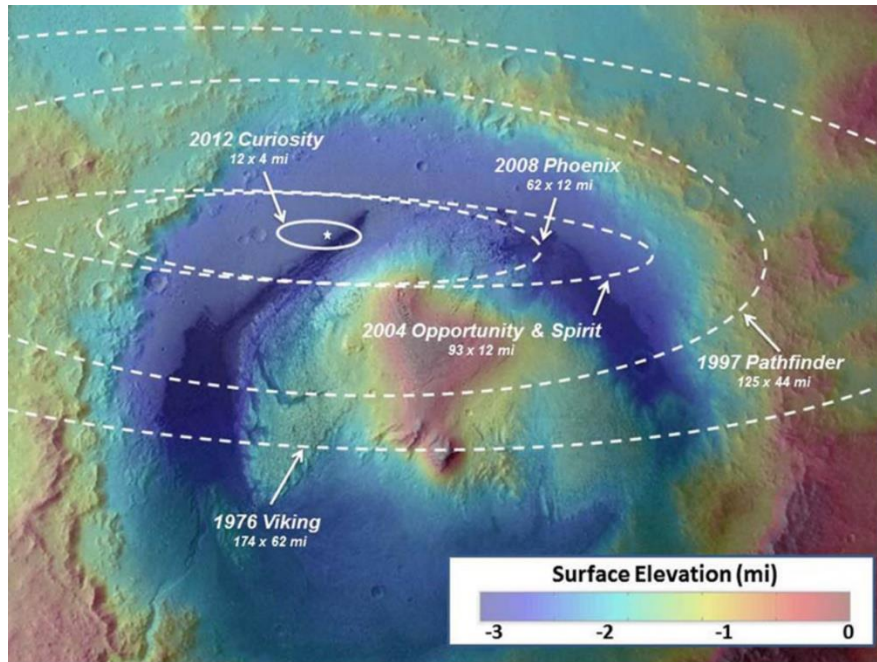 2012 Curiosity
12 x 4 mi
2008 Phoenix
62 x 12 mi
2004 Opportunity & Spirit
93 x 12 mi
1997 Pathfinder
125 x 44 mi
1976 Viking
174 x 62 mi
Surface Elevation (mi)
-3 -2 -1 0